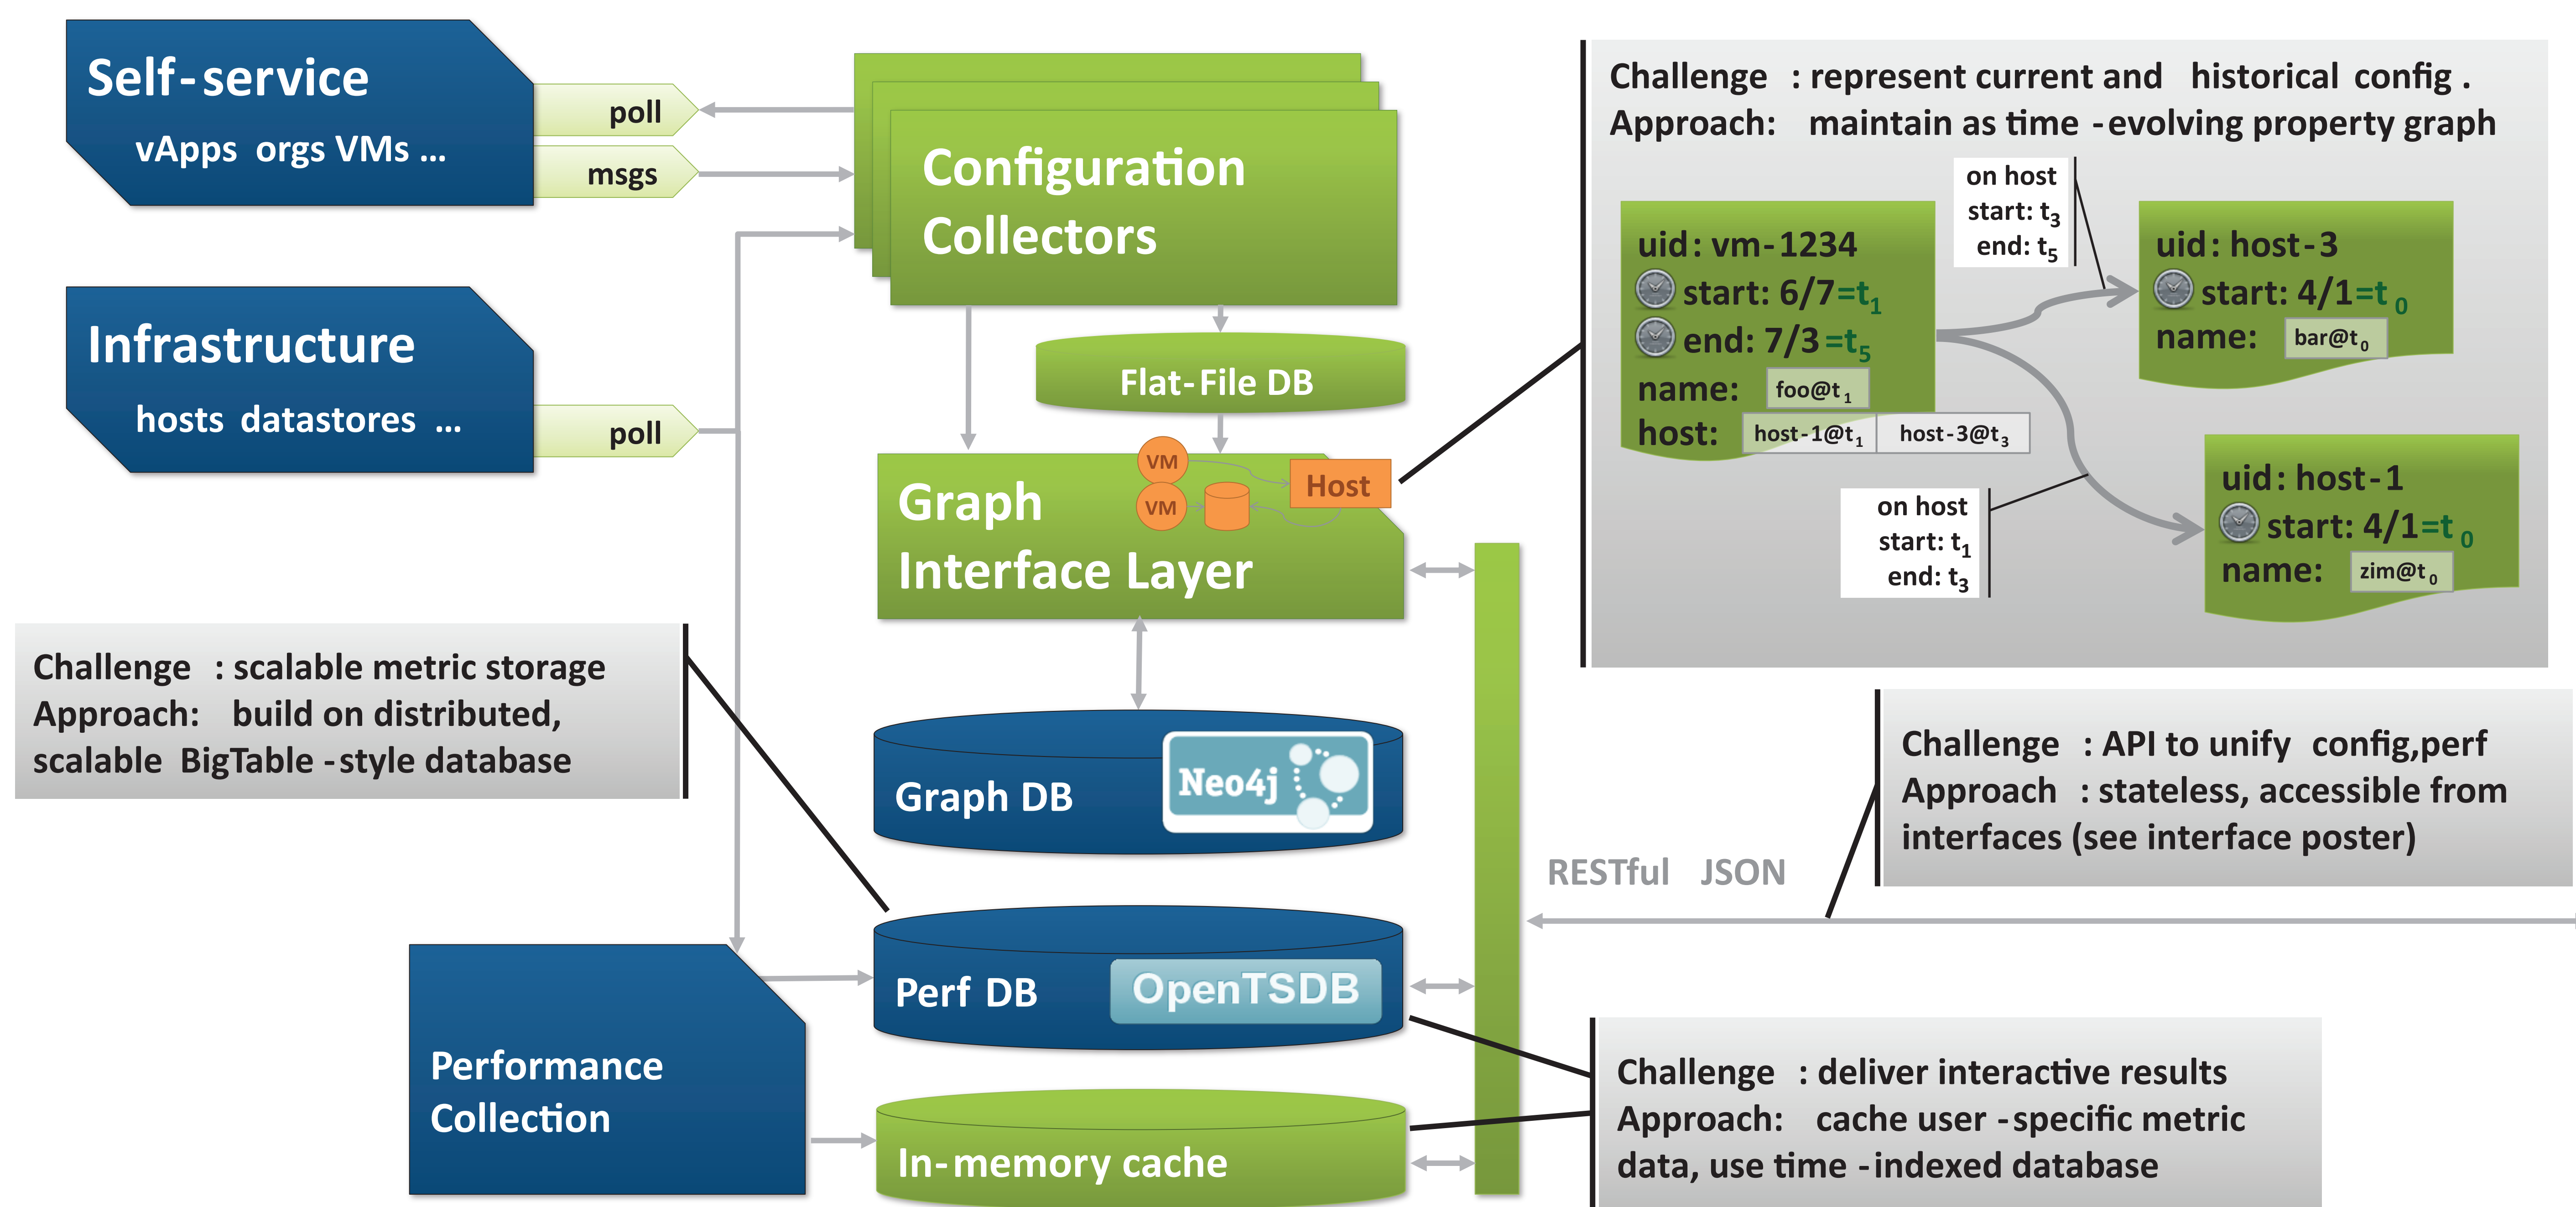 Self-service
vApps orgs VMs ...
poll
msgs
Infrastructure
hosts datastores ...
poll
Configuration
Collectors
Flat-File DB
VM
VM
Host
Graph
Interface Layer
Graph DB
Neo4j
Perf DB
OpenTSDB
In-memory cache
Performance
Collection
Challenge : scalable metric storage
Approach: build on distributed,
scalable BigTable -style database
Challenge : represent current and historical config .
Approach: maintain as time -evolving property graph
on host
start: t3
end: t5
uid: vm-1234
start: 6/7=t1
end: 7/3=t5
name: foo@t1
host: host-1@t1 host-3@t3
uid: host-3
start: 4/1=t0
name: bar@t0
on host
start: t1
end: t3
uid: host-1
start: 4/1=t0
name: zim@t0
Challenge : API to unify config,perf
Approach : stateless, accessible from
interfaces (see interface poster)
RESTful JSON
Challenge : deliver interactive results
Approach: cache user -specific metric
data, use time -indexed database